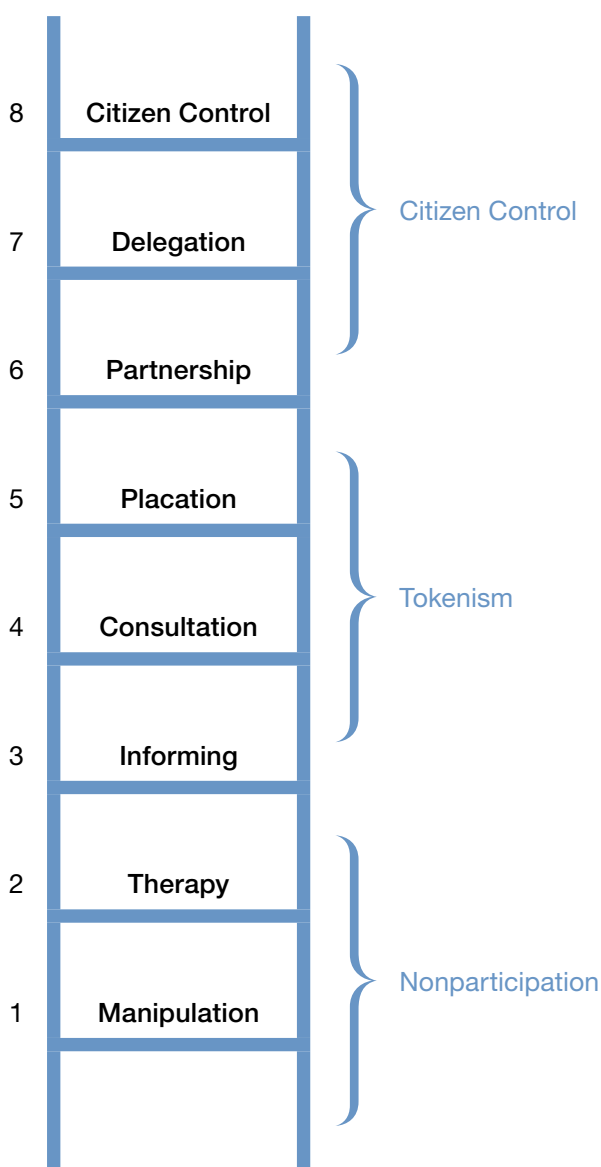 8 Citizen Control
Citizen Control
7 Delegation
6 Partnership
5 Placation
Tokenism
4 Consultation
3 Informing
2 Therapy
Nonparticipation
1 Manipulation